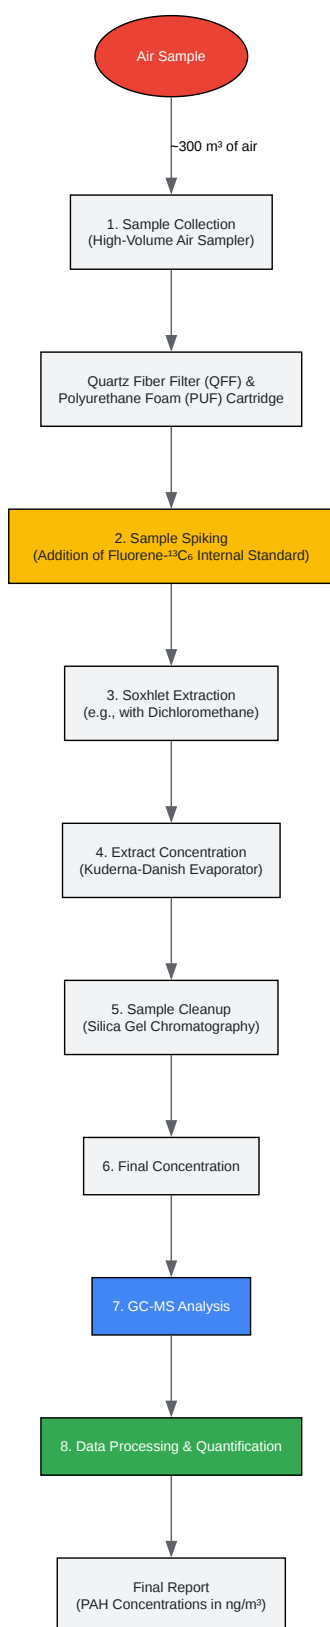 Air Sample
~300 m³ of air
1. Sample Collection
(High-Volume Air Sampler)
Quartz Fiber Filter (QFF) &
Polyurethane Foam (PUF) Cartridge
2. Sample Spiking
(Addition of Fluorene-¹³C₆ Internal Standard)
3. Soxhlet Extraction
(e.g., with Dichloromethane)
4. Extract Concentration
(Kuderna-Danish Evaporator)
5. Sample Cleanup
(Silica Gel Chromatography)
6. Final Concentration
7. GC-MS Analysis
8. Data Processing & Quantification
Final Report
(PAH Concentrations in ng/m³)